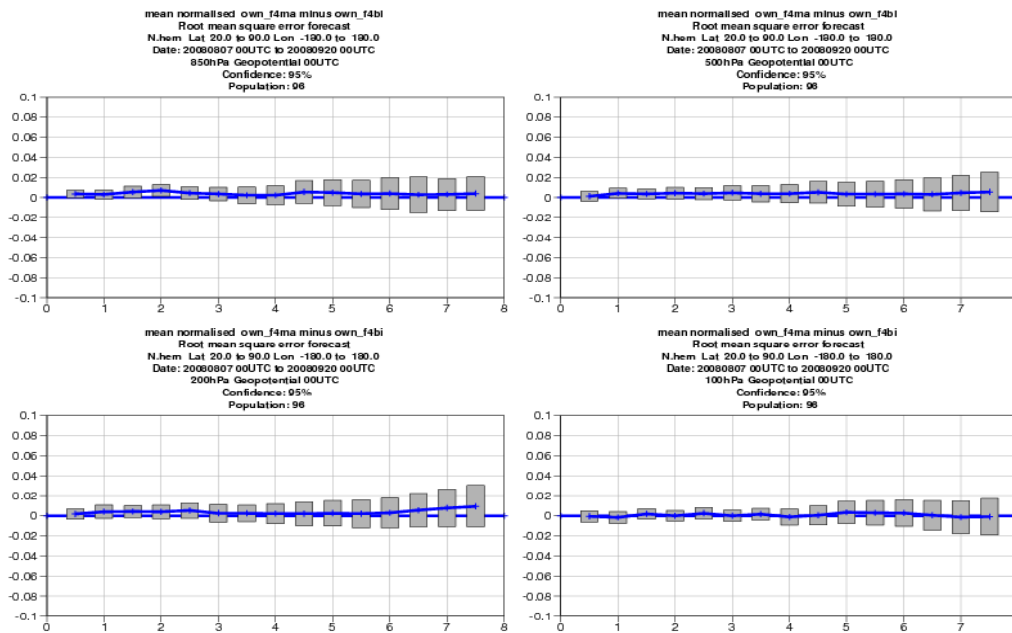 mean normalised own_f4ma minus own_f4bi
Root mean square error forecast
N.hem Lat 20.0 to 90.0 Lon -180.0 to 180.0
Date: 20080807 00UTC to 20080920 00UTC
850hPa Geopotential 00UTC
Confidence: 95%
Population: 96
0.1
0.08
0.06
0.04
0.02
0
-0.02
-0.04
-0.06
-0.08
-0.1
0 1 2 3 4 5 6 7 8
mean normalised own_f4ma minus own_f4bi
Root mean square error forecast
N.hem Lat 20.0 to 90.0 Lon -180.0 to 180.0
Date: 20080807 00UTC to 20080920 00UTC
500hPa Geopotential 00UTC
Confidence: 95%
Population: 96
0.1
0.08
0.06
0.04
0.02
0
-0.02
-0.04
-0.06
-0.08
-0.1
0 1 2 3 4 5 6 7
mean normalised own_f4ma minus own_f4bi
Root mean square error forecast
N.hem Lat 20.0 to 90.0 Lon -180.0 to 180.0
Date: 20080807 00UTC to 20080920 00UTC
200hPa Geopotential 00UTC
Confidence: 95%
Population: 96
0.1
0.08
0.06
0.04
0.02
0
-0.02
-0.04
-0.06
-0.08
-0.1
0 1 2 3 4 5 6 7 8
mean normalised own_f4ma minus own_f4bi
Root mean square error forecast
N.hem Lat 20.0 to 90.0 Lon -180.0 to 180.0
Date: 20080807 00UTC to 20080920 00UTC
100hPa Geopotential 00UTC
Confidence: 95%
Population: 96
0.1
0.08
0.06
0.04
0.02
0
-0.02
-0.04
-0.06
-0.08
-0.1
0 1 2 3 4 5 6 7